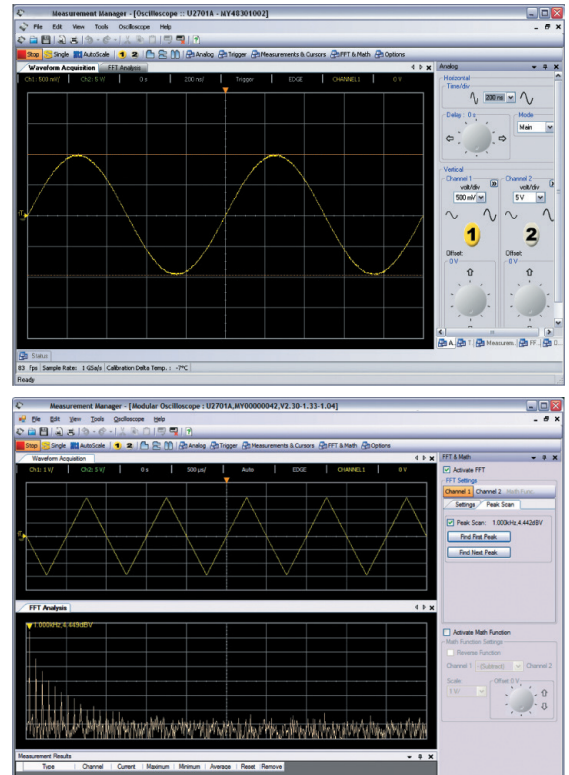 Measurement Manager - [Oscilloscope :: U2701A - MY48301002]
File Edit View Tools Oscilloscope Help
Stop Single AutoScale 1 2 Analog Trigger Measurements & Cursors FFT & Math Options
Waveform Acquisition FFT Analysis
Analog
Ch1: 500 mV/ Ch2: 5 V/ 0 s 200 ns/ Trigger EDGE CHANNEL1 0 V
Horizontal
Time/div
200 ns
Delay : 0 s
Mode
Main
Vertical
Channel 1 Channel 2
volt/div volt/div
500 mV 5 V
1 2
Offset: Offset:
0 V 0 V
A... T... Measurem... FF... O...
Status
83 fps Sample Rate: 1 GSa/s Calibration Delta Temp. : -7°C
Ready
Measurement Manager - [Modular Oscilloscope : U2701A,MY00000042,V2.30-1.33-1.04]
File Edit View Tools Oscilloscope Help
Stop Single AutoScale 1 2 Analog Trigger Measurements & Cursors FFT & Math Options
Waveform Acquisition
FFT & Math
Ch1: 1 V/ Ch2: 5 V/ 0 s 500 µs/ Auto EDGE CHANNEL1 0 V
Activate FFT
FFT Settings
Channel 1 Channel 2 Math Func.
Settings Peak Scan
Peak Scan: 1.000kHz,4.442dBV
Find First Peak
Find Next Peak
FFT Analysis
1.000kHz,4.449dBV
Activate Math Function
Math Function Settings
Reverse Function
Channel 1 (Subtract) Channel 2
Scale Offset 0 V
1 V/
Measurement Results
Type Channel Current Maximum Minimum Average Reset Remove